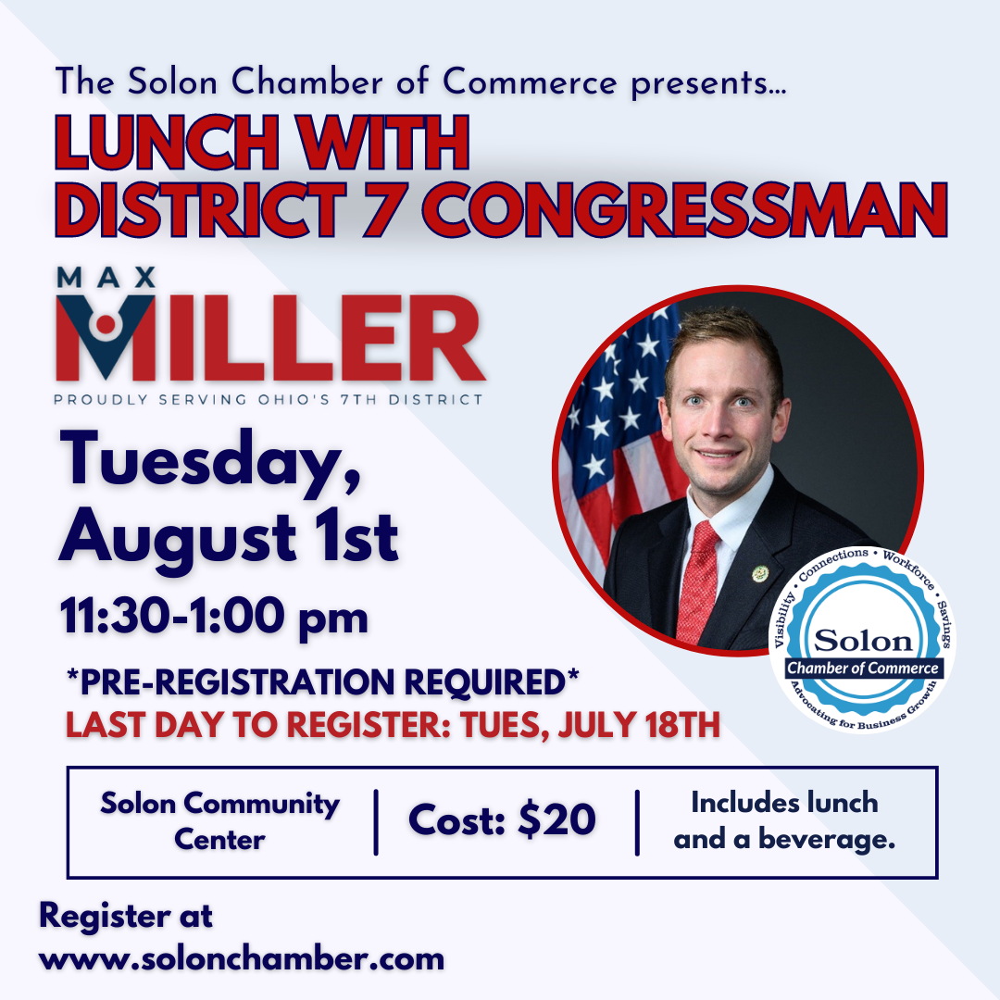 The Solon Chamber of Commerce presents...
LUNCH WITH
DISTRICT 7 CONGRESSMAN
MAX
MILLER
PROUDLY SERVING OHIO'S 7TH DISTRICT
Tuesday,
August 1st
11:30-1:00 pm
Visibility • Connections • Workforce • Savings
Solon
Chamber of Commerce
Advocating for Business Growth
*PRE-REGISTRATION REQUIRED*
LAST DAY TO REGISTER: TUES, JULY 18TH
Solon Community
Center
Cost: $20
Includes lunch
and a beverage.
Register at
www.solonchamber.com